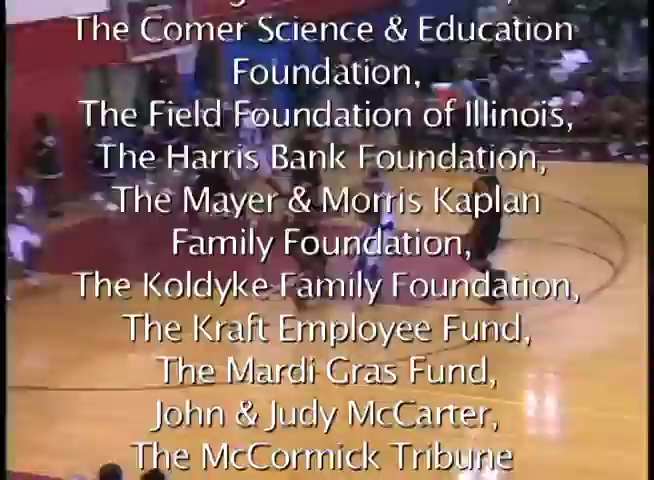 The Comer Science & Education
Foundation,
The Field Foundation of Illinois,
The Harris Bank Foundation,
The Mayer & Morris Kaplan
Family Foundation,
The Koldyke Family Foundation,
The Kraft Employee Fund,
The Mardi Gras Fund,
John & Judy McCarter,
The McCormick Tribune